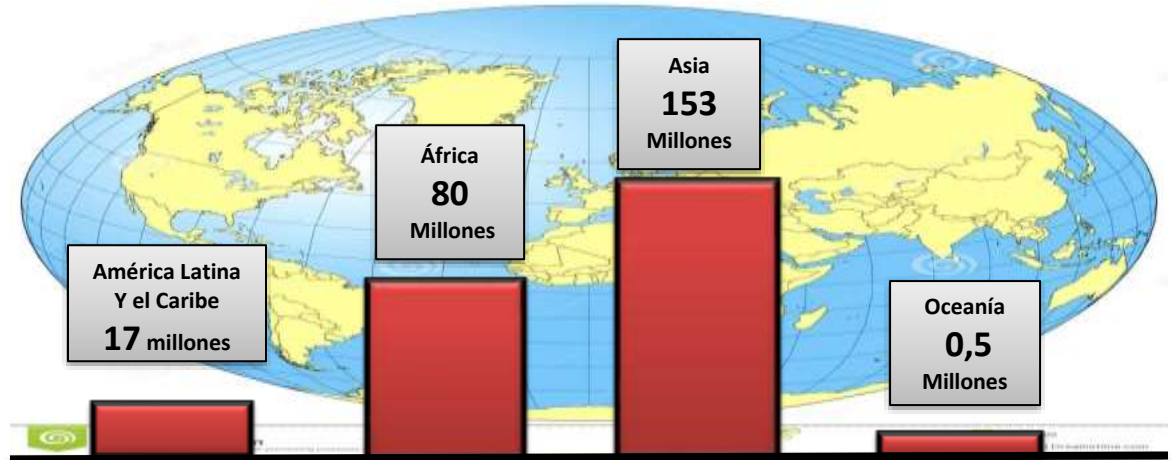 América Latina
Y el Caribe
17 millones
África
80
Millones
Asia
153
Millones
Oceanía
0,5
Millones